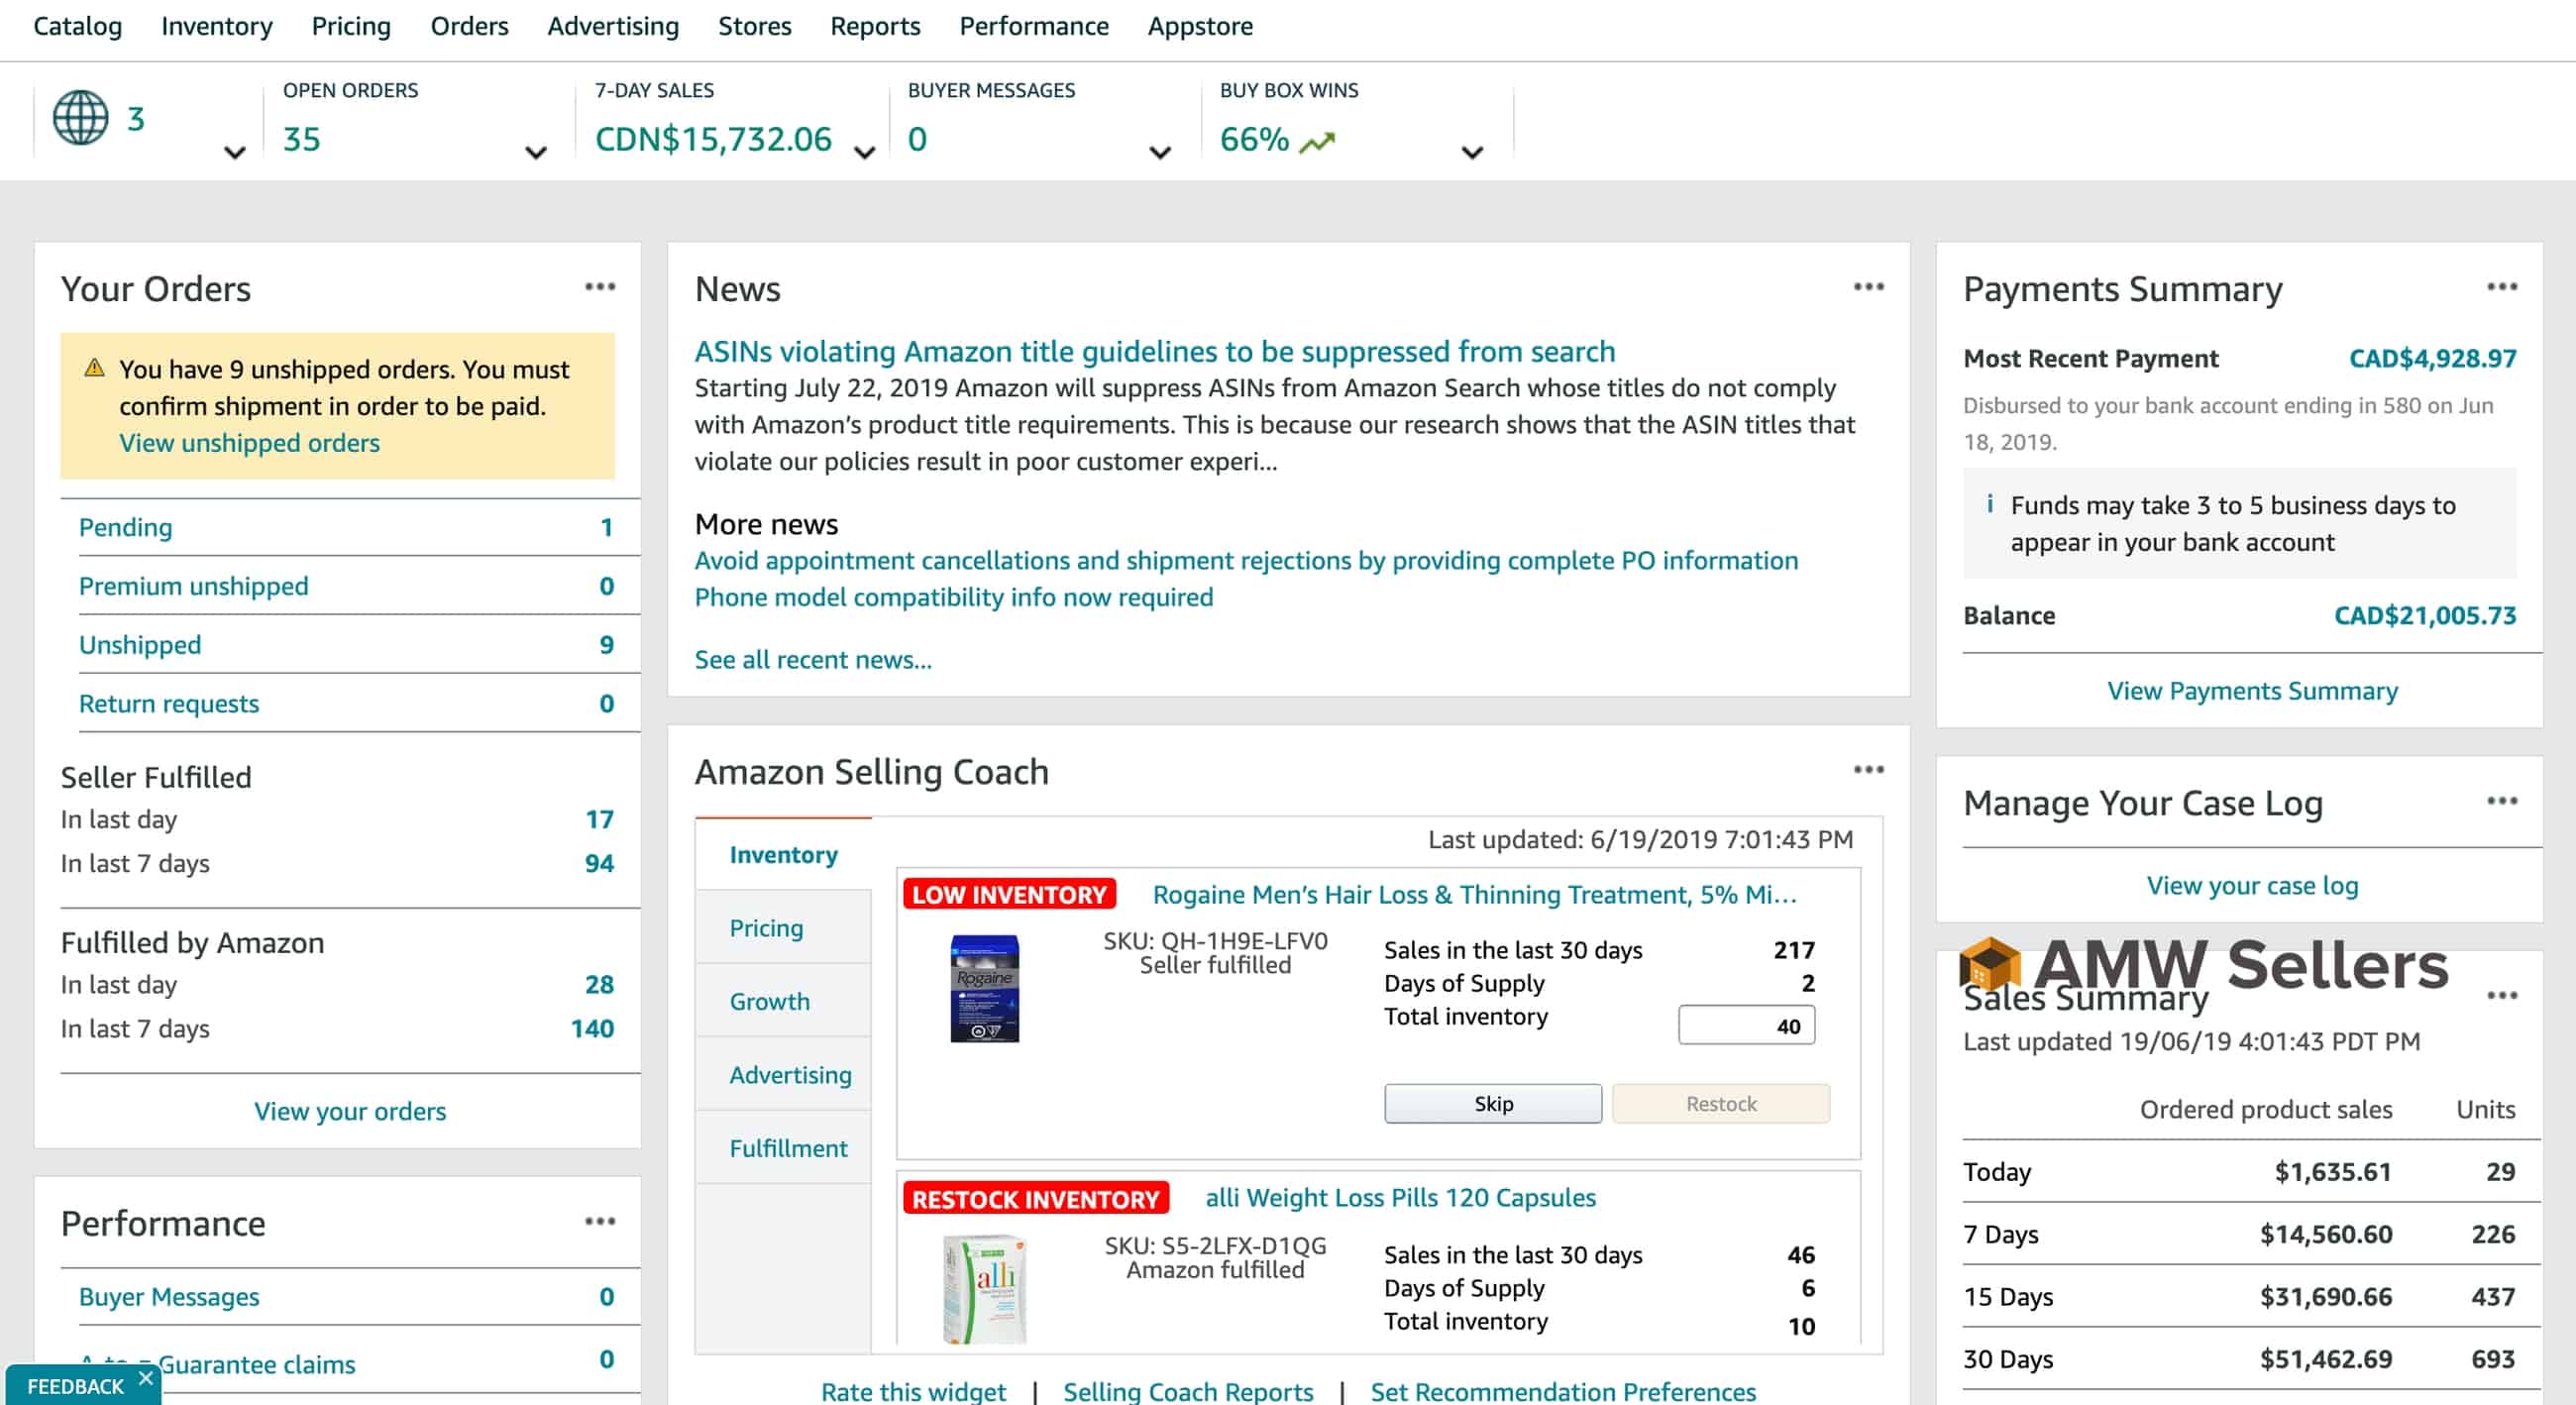 Catalog Inventory Pricing Orders Advertising Stores Reports Performance Appstore
3
OPEN ORDERS
35
7-DAY SALES
CDN$15,732.06
BUYER MESSAGES
0
BUY BOX WINS
66%
Your Orders
You have 9 unshipped orders. You must
confirm shipment in order to be paid.
View unshipped orders
Pending 1
Premium unshipped 0
Unshipped 9
Return requests 0
Seller Fulfilled
In last day 17
In last 7 days 94
Fulfilled by Amazon
In last day 28
In last 7 days 140
View your orders
Performance
Buyer Messages 0
Guarantee claims 0
FEEDBACK
News
ASINs violating Amazon title guidelines to be suppressed from search
Starting July 22, 2019 Amazon will suppress ASINs from Amazon Search whose titles do not comply
with Amazon’s product title requirements. This is because our research shows that the ASIN titles that
violate our policies result in poor customer experi...
More news
Avoid appointment cancellations and shipment rejections by providing complete PO information
Phone model compatibility info now required
See all recent news...
Amazon Selling Coach
Inventory
Pricing
Growth
Advertising
Fulfillment
Last updated: 6/19/2019 7:01:43 PM
LOW INVENTORY Rogaine Men’s Hair Loss & Thinning Treatment, 5% Mi...
Rogaine
SKU: QH-1H9E-LFV0
Seller fulfilled
Sales in the last 30 days 217
Days of Supply 2
Total inventory 40
Skip Restock
RESTOCK INVENTORY alli Weight Loss Pills 120 Capsules
alli
SKU: S5-2LFX-D1QG
Amazon fulfilled
Sales in the last 30 days 46
Days of Supply 6
Total inventory 10
Rate this widget | Selling Coach Reports | Set Recommendation Preferences
Payments Summary
Most Recent Payment CAD$4,928.97
Disbursed to your bank account ending in 580 on Jun
18, 2019.
i Funds may take 3 to 5 business days to
appear in your bank account
Balance CAD$21,005.73
View Payments Summary
Manage Your Case Log
View your case log
AMW Sellers
Sales Summary
Last updated 19/06/19 4:01:43 PDT PM
Ordered product sales Units
Today $1,635.61 29
7 Days $14,560.60 226
15 Days $31,690.66 437
30 Days $51,462.69 693